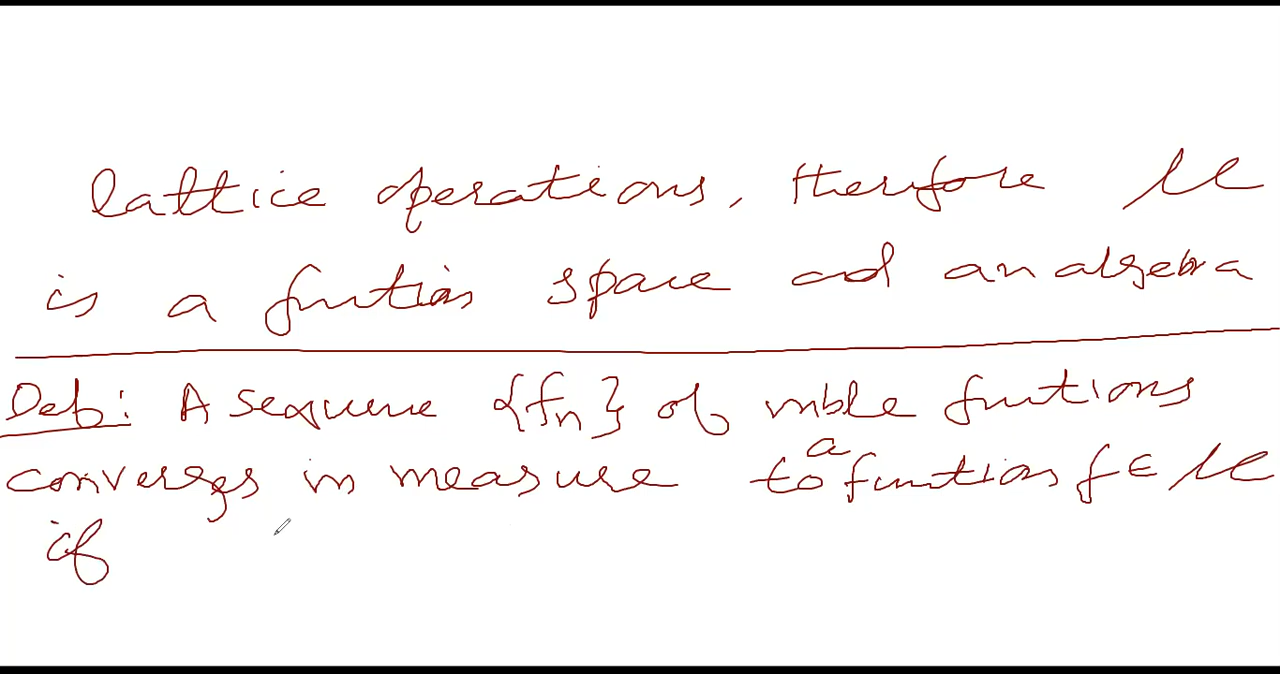 lattice operations, therefore M
is a function space and an algebra
Def: A sequence {fn} of mble functions
converges in measure to a function f ∈ M
if